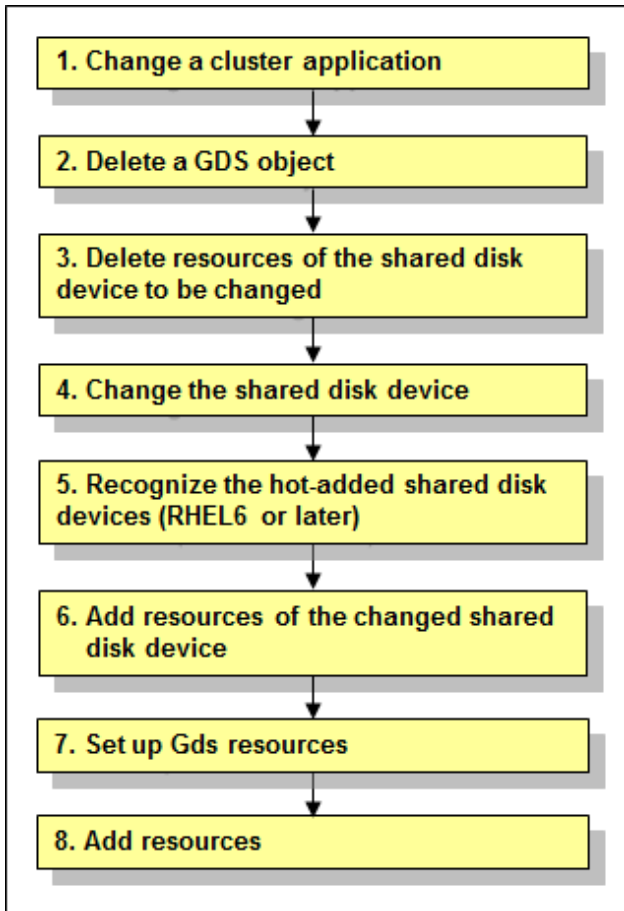 1. Change a cluster application
2. Delete a GDS object
3. Delete resources of the shared disk
device to be changed
4. Change the shared disk device
5. Recognize the hot-added shared disk
devices (RHEL6 or later)
6. Add resources of the changed shared
disk device
7. Set up Gds resources
8. Add resources